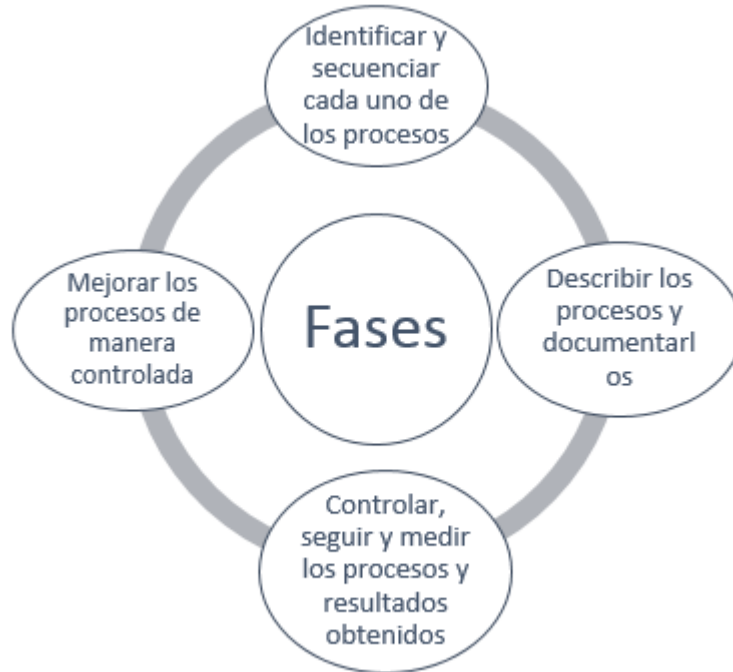 Identificar y
secuenciar
cada uno de
los procesos
Mejorar los
procesos de
manera
controlada
Fases
Describir los
procesos y
documentarl
os
Controlar,
seguir y medir
los procesos y
resultados
obtenidos